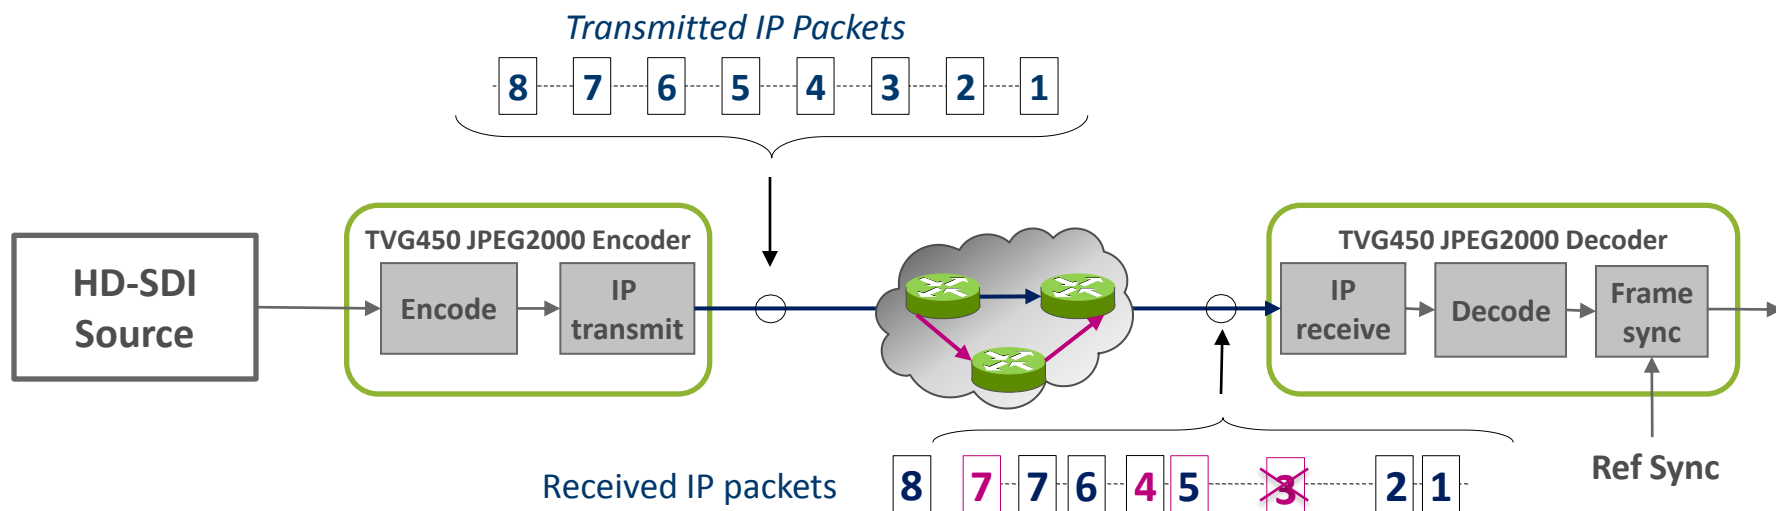 Transmitted IP Packets
8 7 6 5 4 3 2 1
HD-SDI
Source
TVG450 JPEG2000 Encoder
Encode
IP
transmit
TVG450 JPEG2000 Decoder
IP
receive
Decode
Frame
sync
Ref Sync
Received IP packets
8 7 7 6 4 5 3 2 1